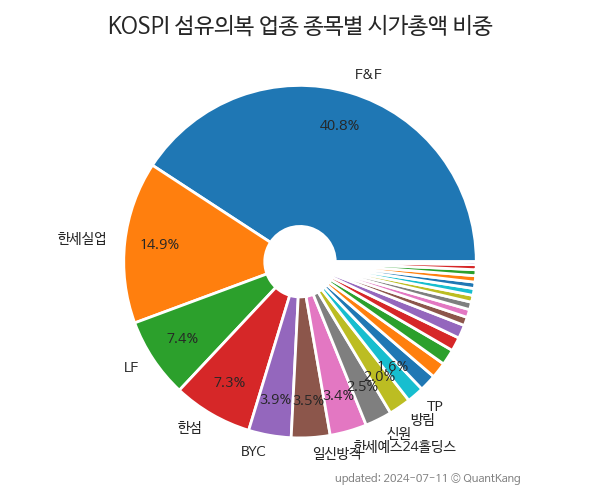 KOSPI 섬유의복 업종 종목별 시가총액 비중
F&F
40.8%
한세실업
14.9%
LF
7.4%
한섬
7.3%
BYC
3.9%
일신방직
3.5%
한세예스24홀딩스
3.4%
신원
2.5%
방림
2.0%
TP
1.6%
updated: 2024-07-11 © QuantKang